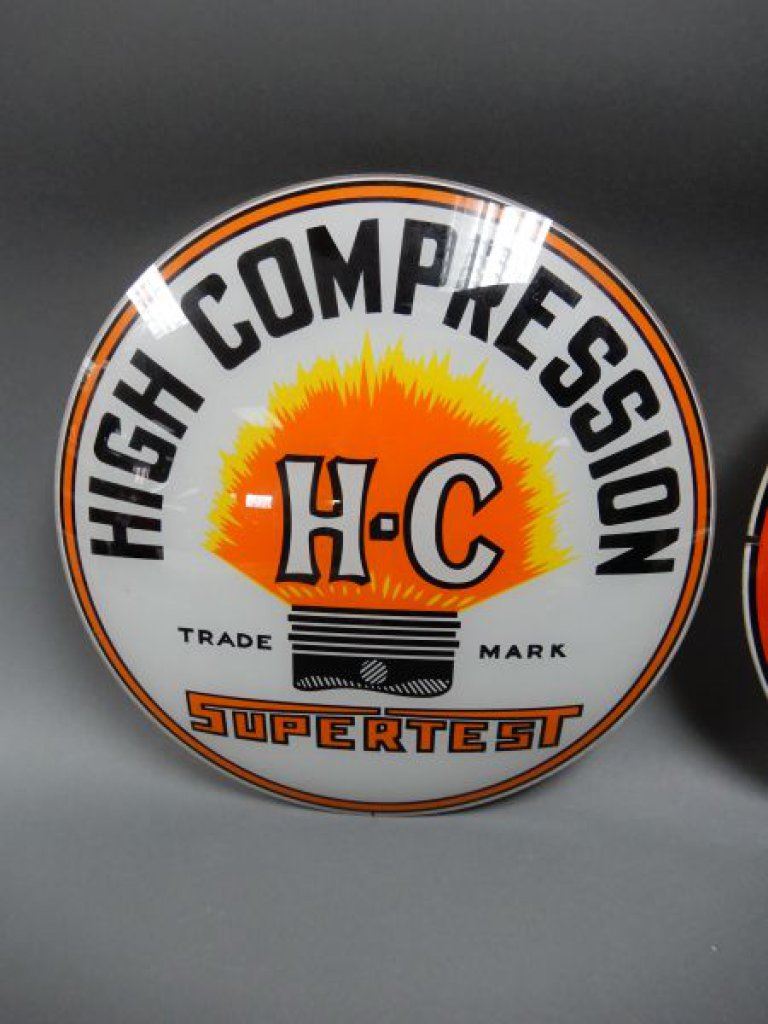 HIGH COMPRESSION
H-C
TRADE MARK
SUPERTEST